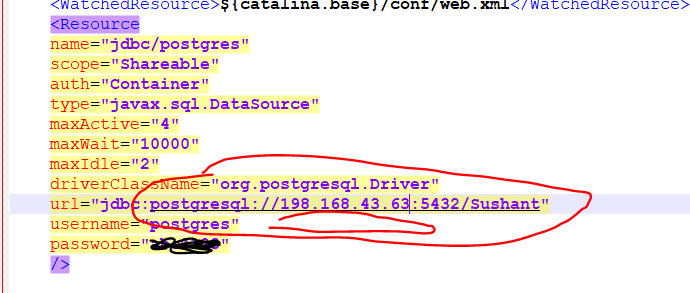 <WatchedResource>${catalina.base}/conf/web.xml</WatchedResource>
<Resource
name="jdbc/postgres"
scope="Shareable"
auth="Container"
type="javax.sql.DataSource"
maxActive="4"
maxWait="10000"
maxIdle="2"
driverClassName="org.postgresql.Driver"
url="jdbc:postgresql://198.168.43.63:5432/Sushant"
username="postgres"
password=""
/>